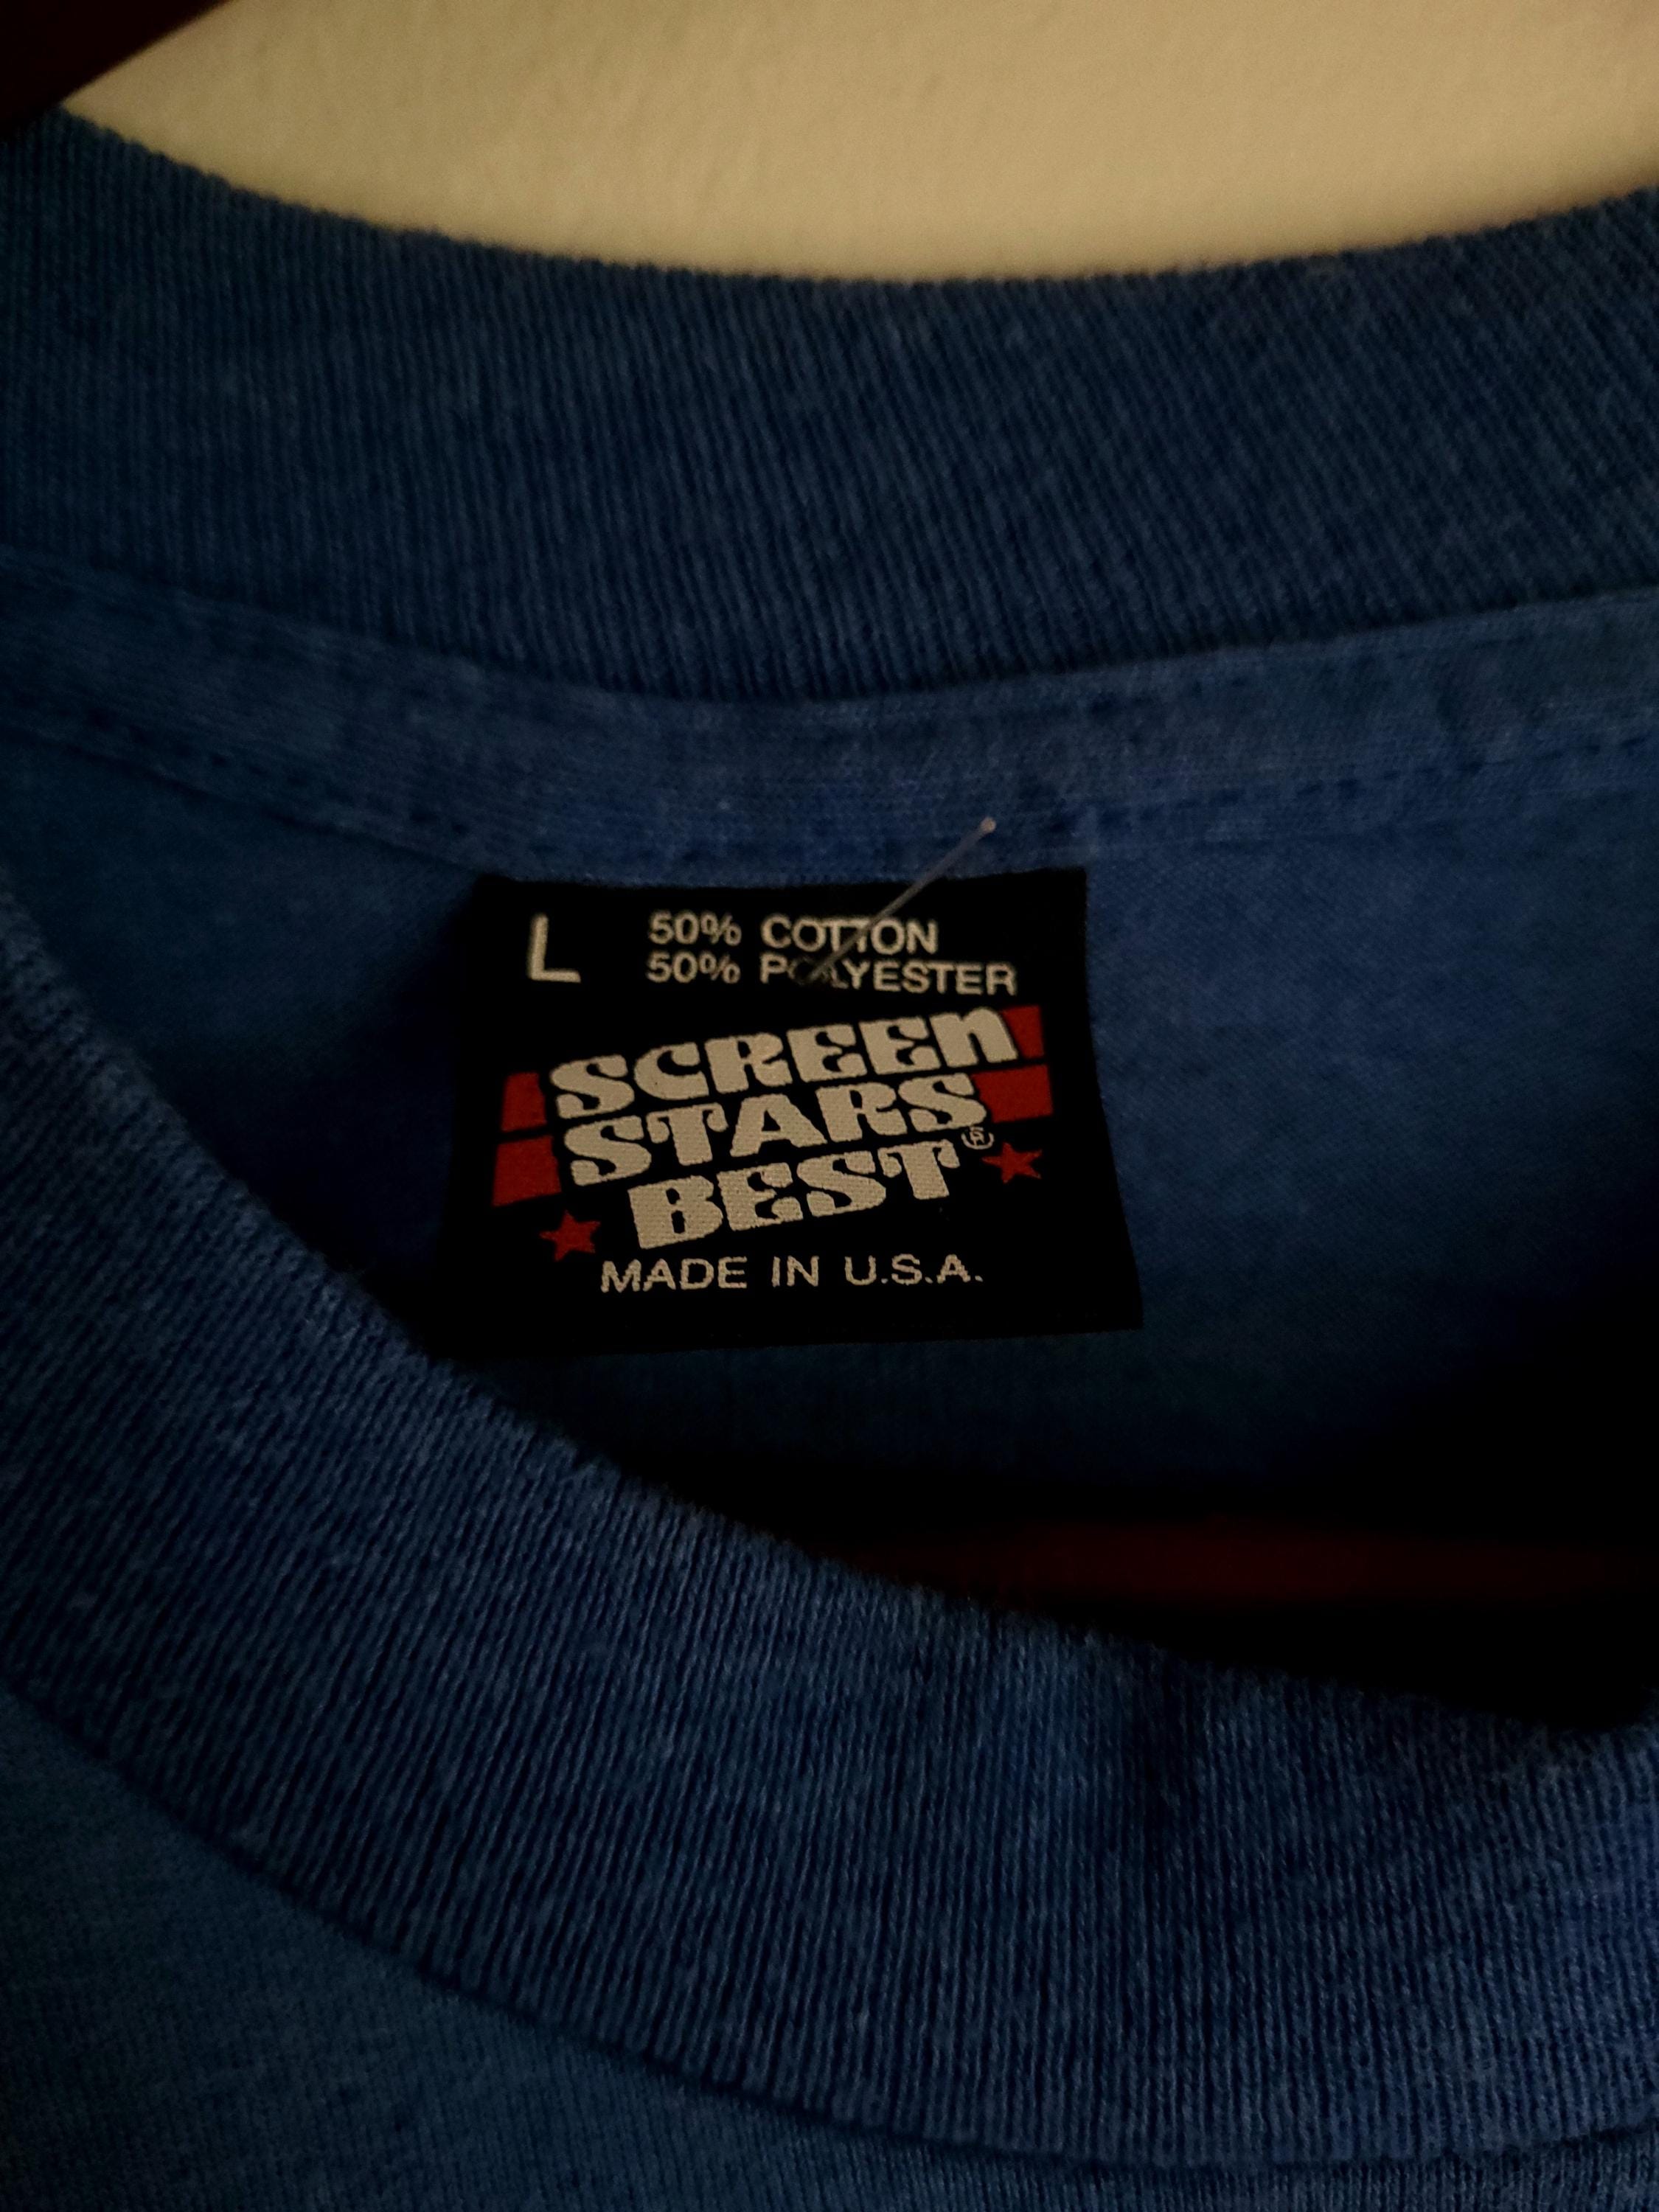 L 50% COTTON
50% POLYESTER
SCREEN
STARS
BEST®
MADE IN U.S.A.